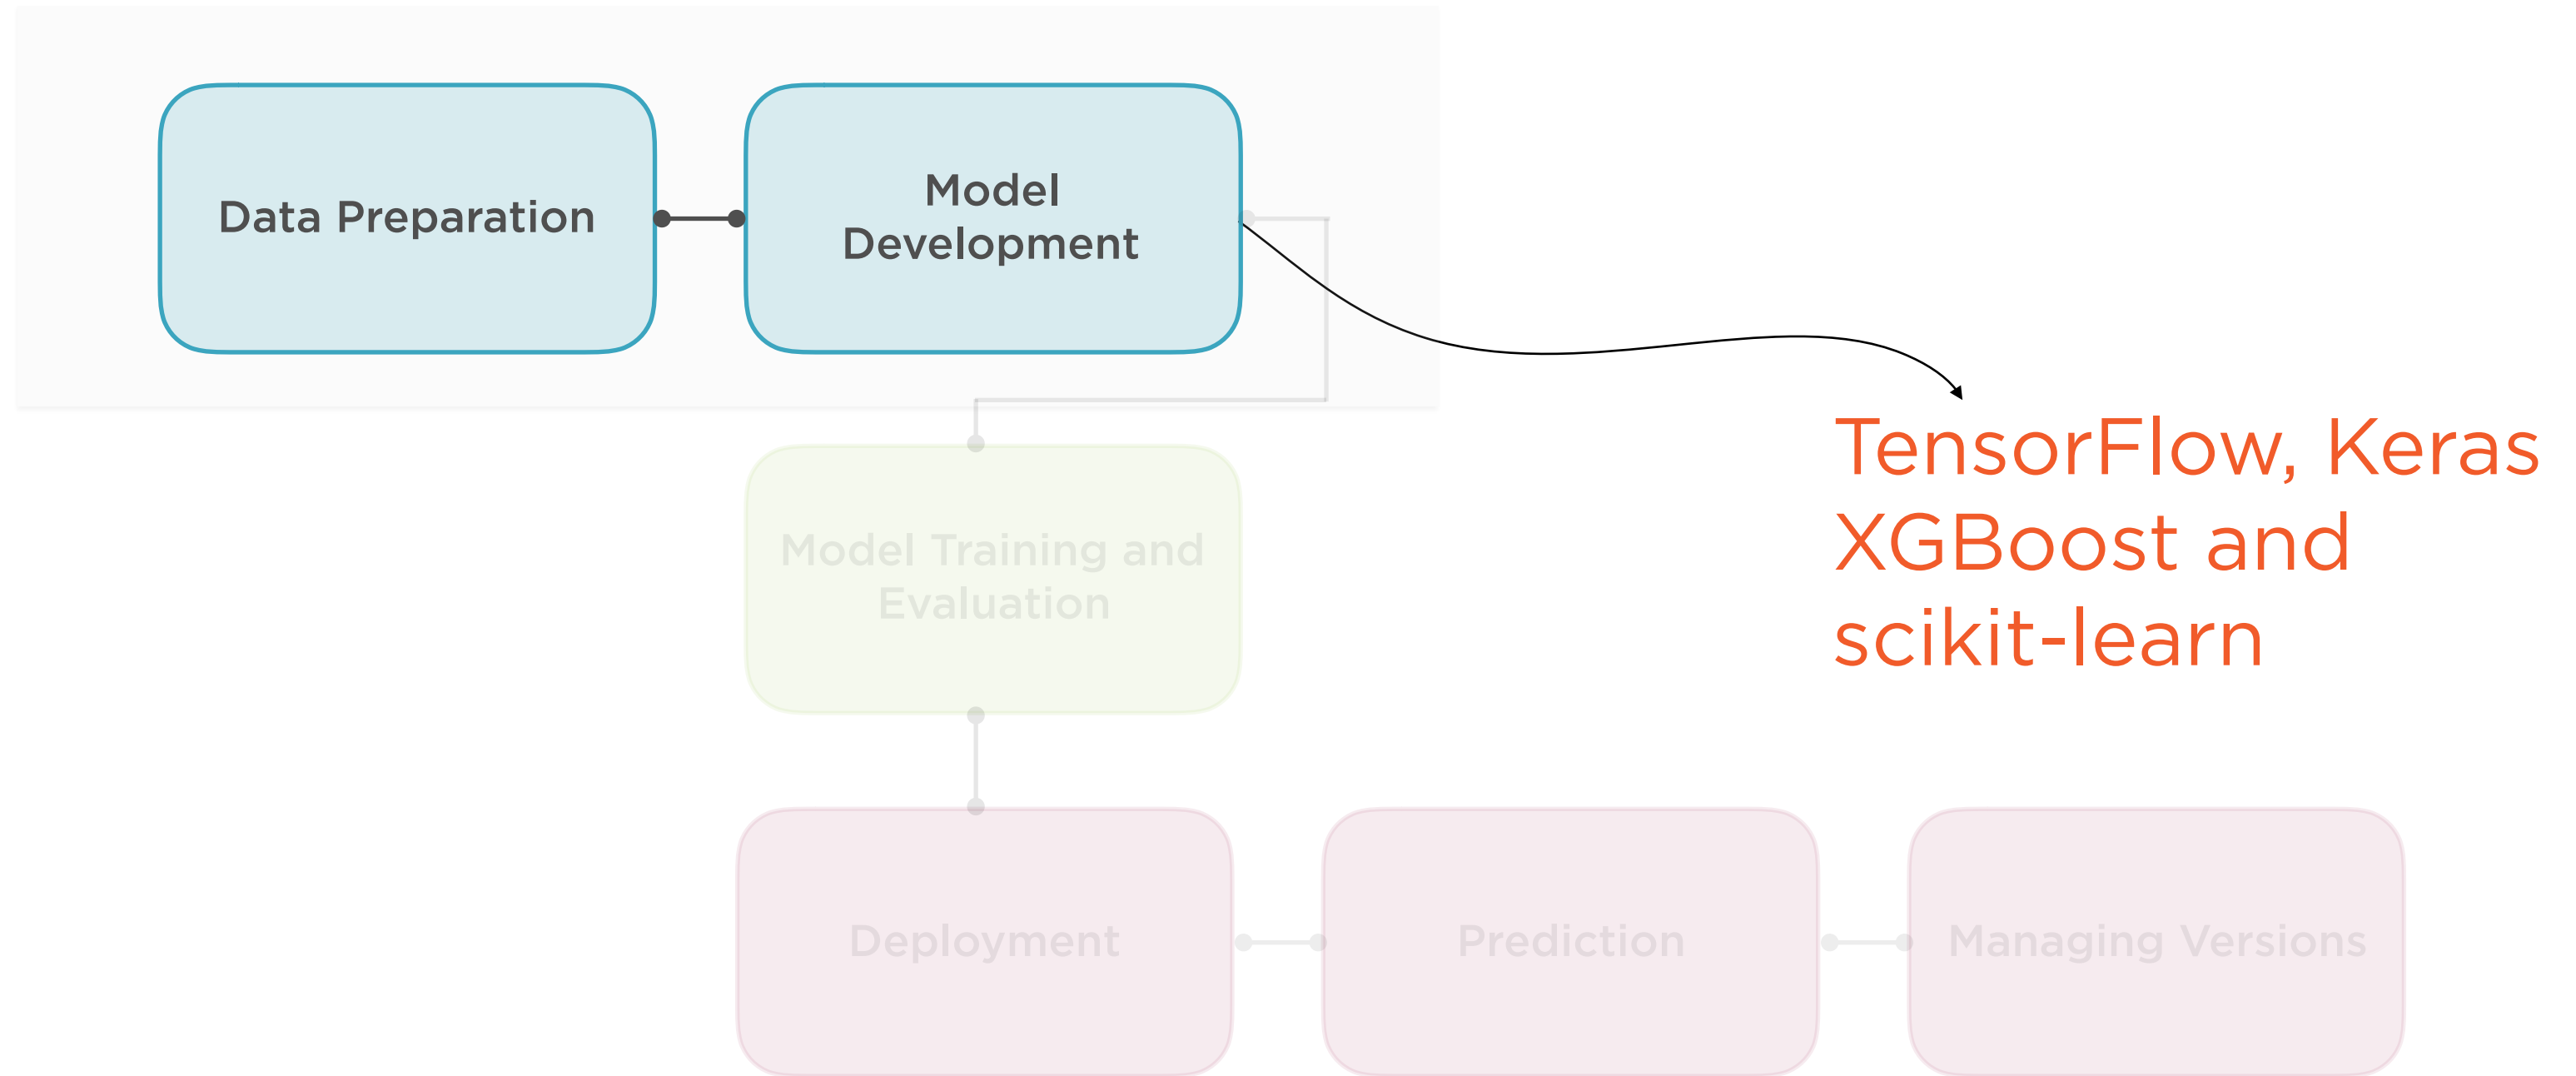 Data Preparation
Model
Development
TensorFlow, Keras
XGBoost and
scikit-learn
Model Training and
Evaluation
Deployment
Prediction
Managing Versions